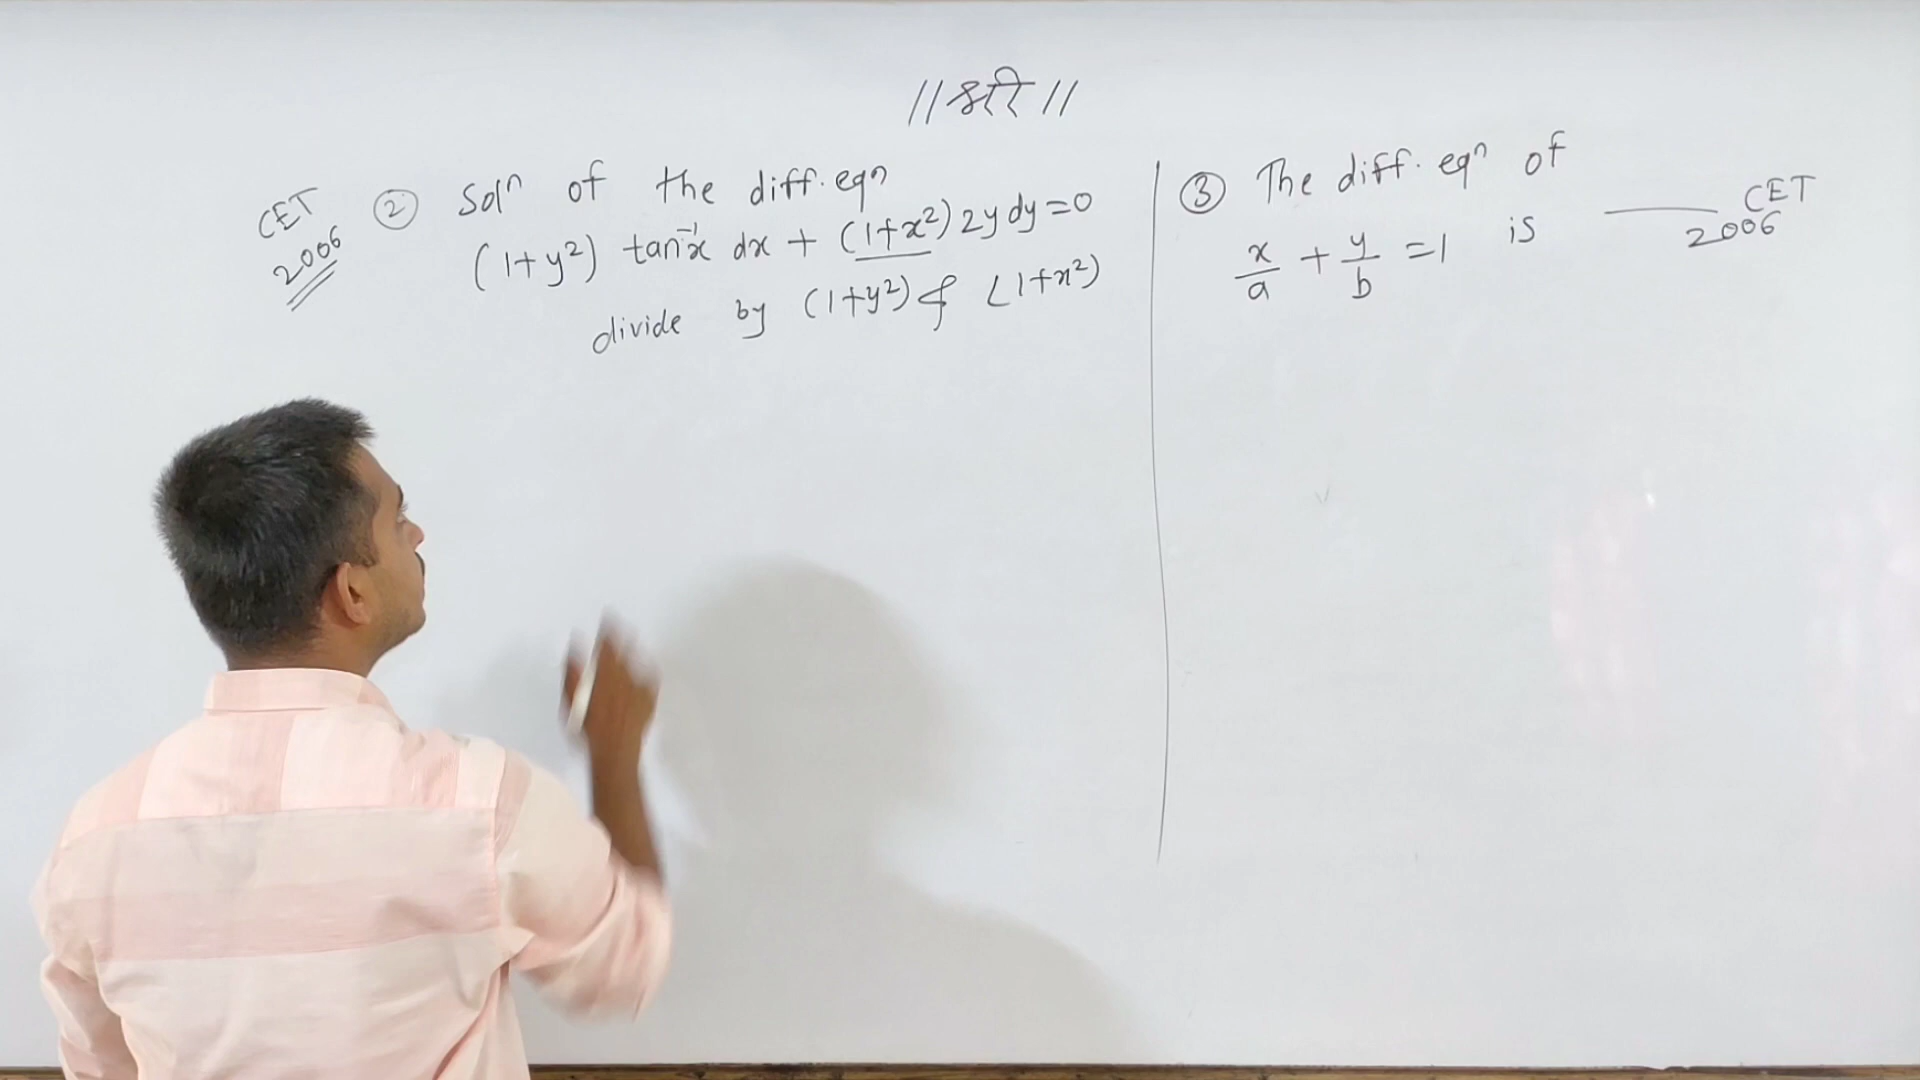 //श्री//
CET
2006
② Solⁿ of the diff. eqⁿ
(1+y²) tan⁻¹x dx + (1+x²) 2y dy=0
divide by (1+y²) & (1+x²)
③ The diff. eqⁿ of
x/a + y/b =1 is ____
CET
2006